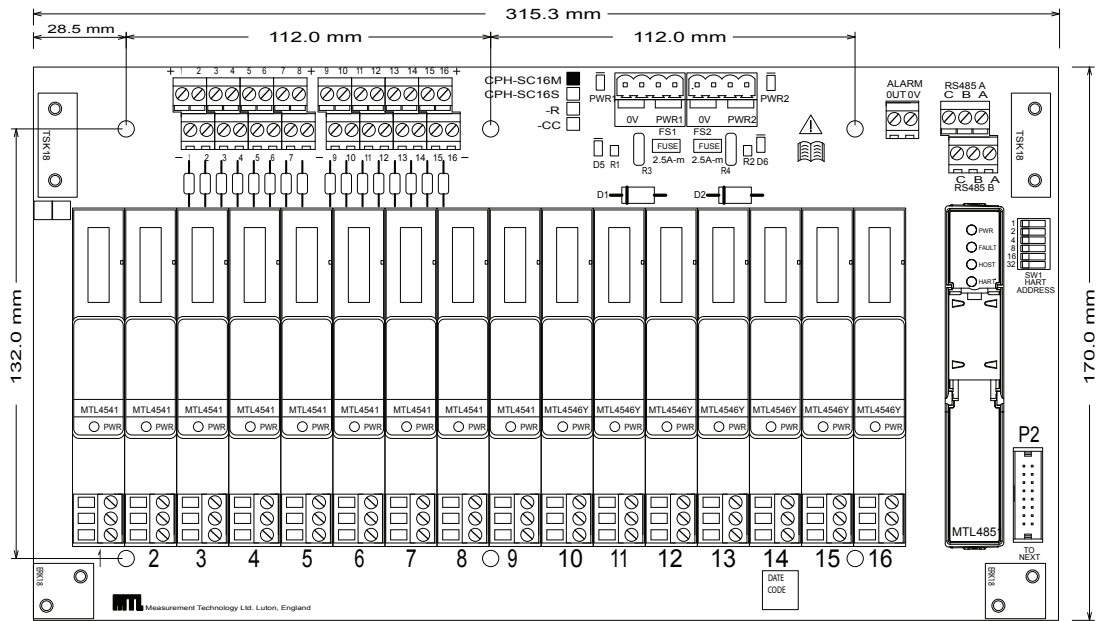 315.3 mm
28.5 mm
112.0 mm 112.0 mm
+ 1 2 3 4 5 6 7 8 + 9 10 11 12 13 14 15 16 +
CPH-SC16M
CPH-SC16S
-R
-CC
PWR1 PWR2
0V PWR1 0V PWR2
FS1 FS2
FUSE FUSE
2.5A-m 2.5A-m
D5 R1 R3 R4 R2 D6
D1 D2
ALARM
OUT 0V
RS485 A
C B A
C B A
RS485 B
TSK18 TSK18
− 1 2 3 4 5 6 7 − 9 10 11 12 13 14 15 16 −
PWR
FAULT
HOST
HART
1
2
4
8
16
32
SW1
HART
ADDRESS
132.0 mm
170.0 mm
MTL4541 MTL4541 MTL4541 MTL4541 MTL4541 MTL4541 MTL4541 MTL4541 MTL4541 MTL4546Y MTL4546Y MTL4546Y MTL4546Y MTL4546Y MTL4546Y MTL4546Y
PWR PWR PWR PWR PWR PWR PWR PWR PWR PWR PWR PWR PWR PWR PWR PWR
P2
MTL4851
TO
NEXT
1 2 3 4 5 6 7 8 9 10 11 12 13 14 15 16
ERK18 ERK18
DATE
CODE
MTL Measurement Technology Ltd. Luton, England